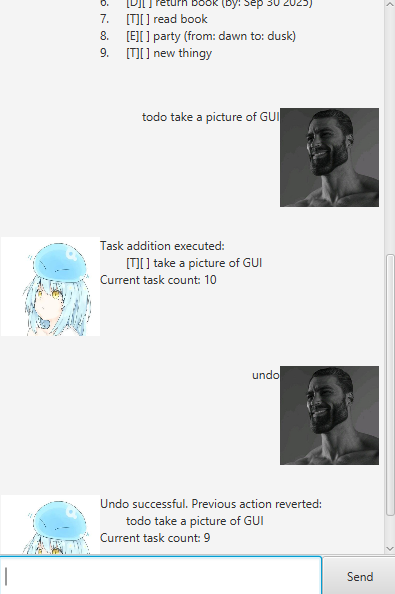 6. [D][ ] return book (by: Sep 30 2025)
7. [T][ ] read book
8. [E][ ] party (from: dawn to: dusk)
9. [T][ ] new thingy
todo take a picture of GUI
Task addition executed:
[T][ ] take a picture of GUI
Current task count: 10
undo
Undo successful. Previous action reverted:
todo take a picture of GUI
Current task count: 9
Send